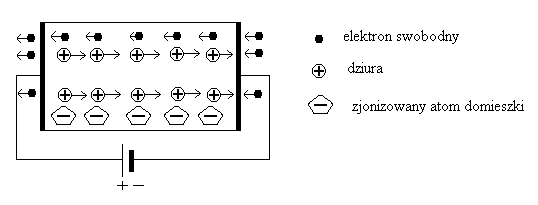 elektron swobodny
dziura
zjonizowany atom domieszki
+ −